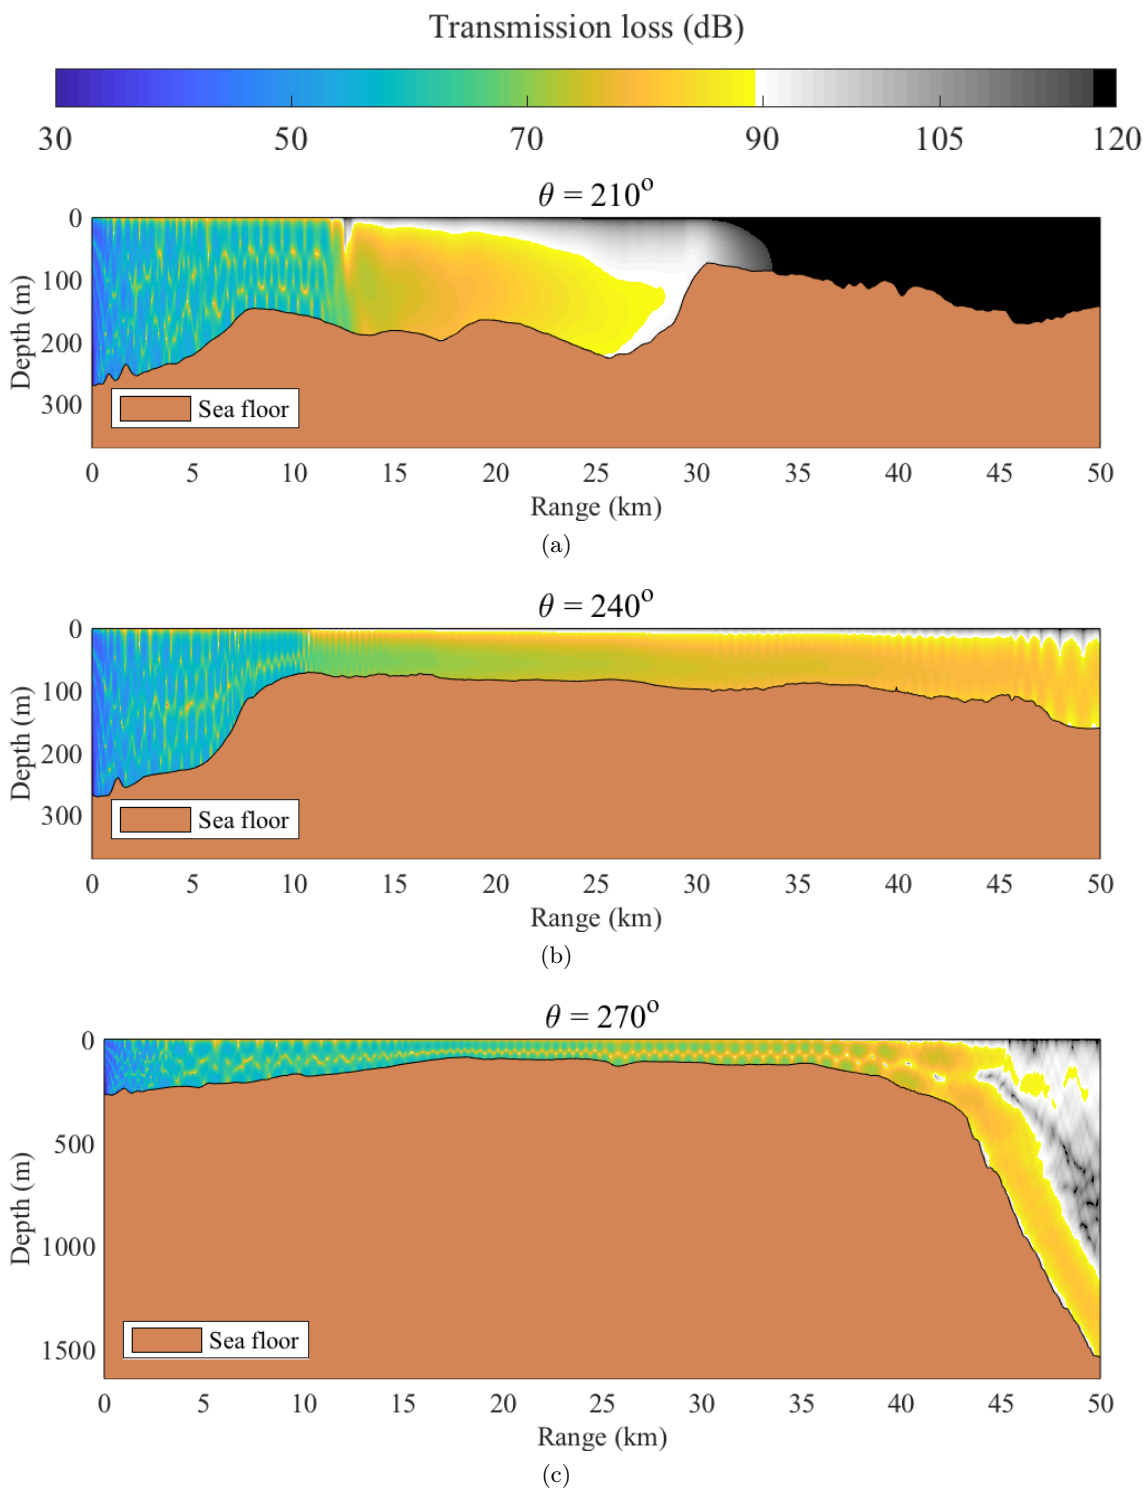 Transmission loss (dB)
30 50 70 90 105 120
θ = 210°
0
100
200
300
Depth (m)
Sea floor
0 5 10 15 20 25 30 35 40 45 50
Range (km)
(a)
θ = 240°
0
100
200
300
Depth (m)
Sea floor
0 5 10 15 20 25 30 35 40 45 50
Range (km)
(b)
θ = 270°
0
500
1000
1500
Depth (m)
Sea floor
0 5 10 15 20 25 30 35 40 45 50
Range (km)
(c)